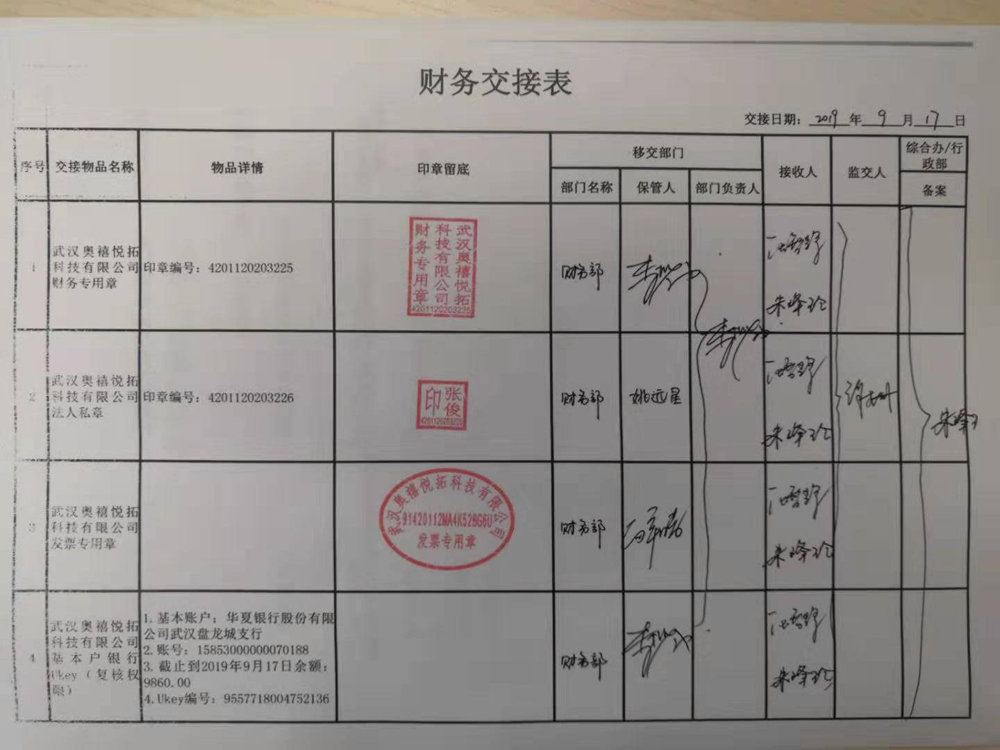 财务交接表
交接日期： 2019 年 9 月 17 日
序号 交接物品名称 物品详情 印章留底 移交部门 接收人 监交人 综合办/行
政部
部门名称 保管人 部门负责人 备案
1
武汉奥禧悦拓
科技有限公司
财务专用章
印章编号：4201120203225
武汉奥禧悦拓
科技有限公司
财务专用章
4201120203225
财务部
朱峰玲
2
武汉奥禧悦拓
科技有限公司
法人私章
印章编号：4201120203226
张俊
印
财务部
姚远星
朱峰玲
3
武汉奥禧悦拓
科技有限公司
发票专用章
武汉奥禧悦拓科技有限公司
91420112MA4K52BG6U
发票专用章
财务部
朱峰玲
4
武汉奥禧悦拓
科技有限公司
基本户银行
Ukey（复核权
限）
1.基本账户：华夏银行股份有限
公司武汉盘龙城支行
2.账号：15853000000070188
3.截止到2019年9月17日余额：
9860.00
4.Ukey编号：9557718004752136
财务部
朱峰玲